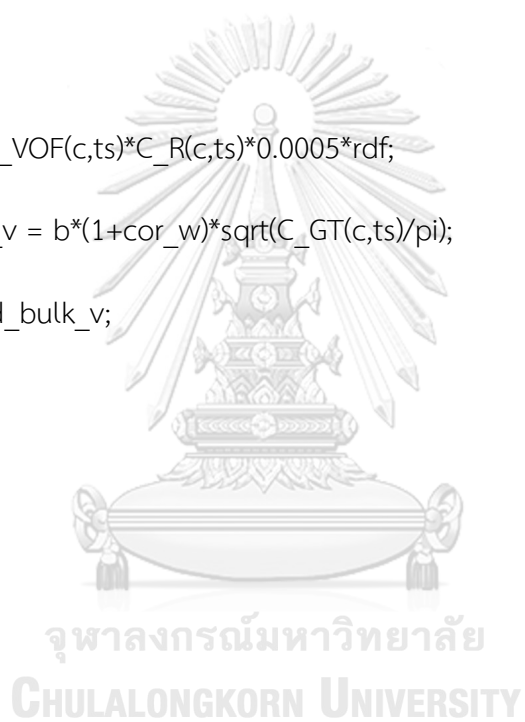 _VOF(c,ts)*C_R(c,ts)*0.0005*rdf;
_v = b*(1+cor_w)*sqrt(C_GT(c,ts)/pi);
d_bulk_v;
จุฬาลงกรณ์มหาวิทยาลัย
CHULALONGKORN UNIVERSITY